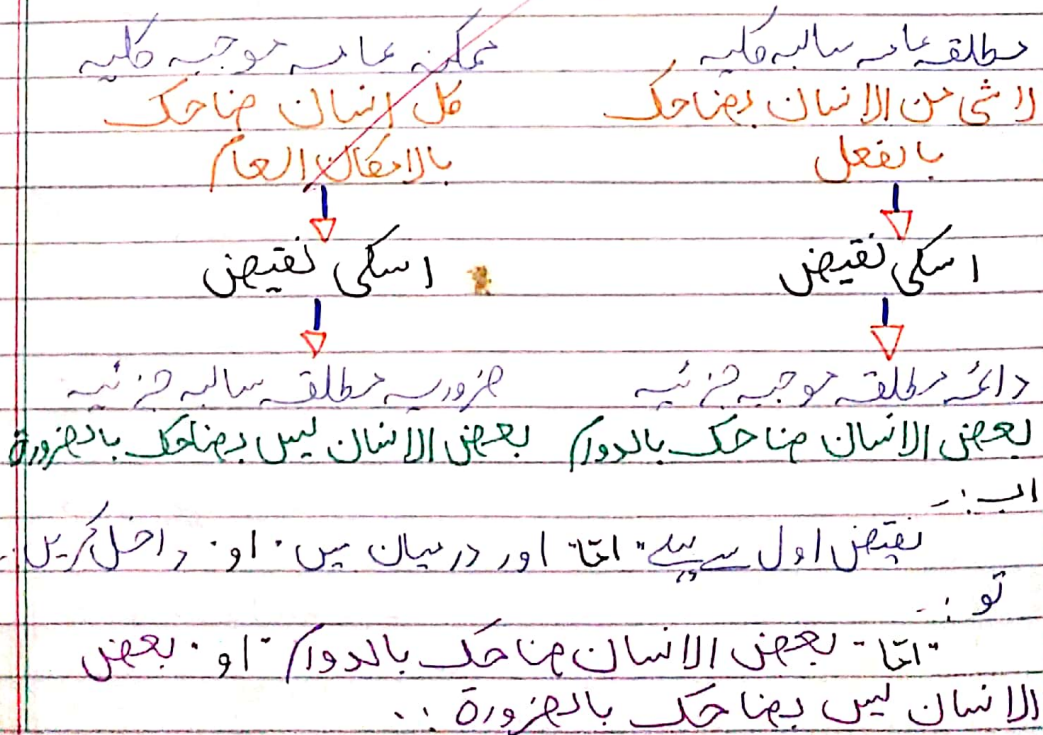 مطلقہ عامہ سالبہ کلیہ ممکنہ عامہ موجبہ کلیہ
لا شئ من الانسان بضاحک کل انسان ضاحک
بالفعل بالامکان العام
اسکی نقیض اسکی نقیض
دائمہ مطلقہ موجبہ جزئیہ ضروریہ مطلقہ سالبہ جزئیہ
بعض الانسان ضاحک بالدوام بعض الانسان لیس بضاحک بالضرورۃ
اب :-
نقیض اول سے پہلے "امّا" اور درمیان میں "او" داخل کریں۔
تو :-
"امّا" بعض الانسان ضاحک بالدوام "او" بعض
الانسان لیس بضاحک بالضرورۃ ..